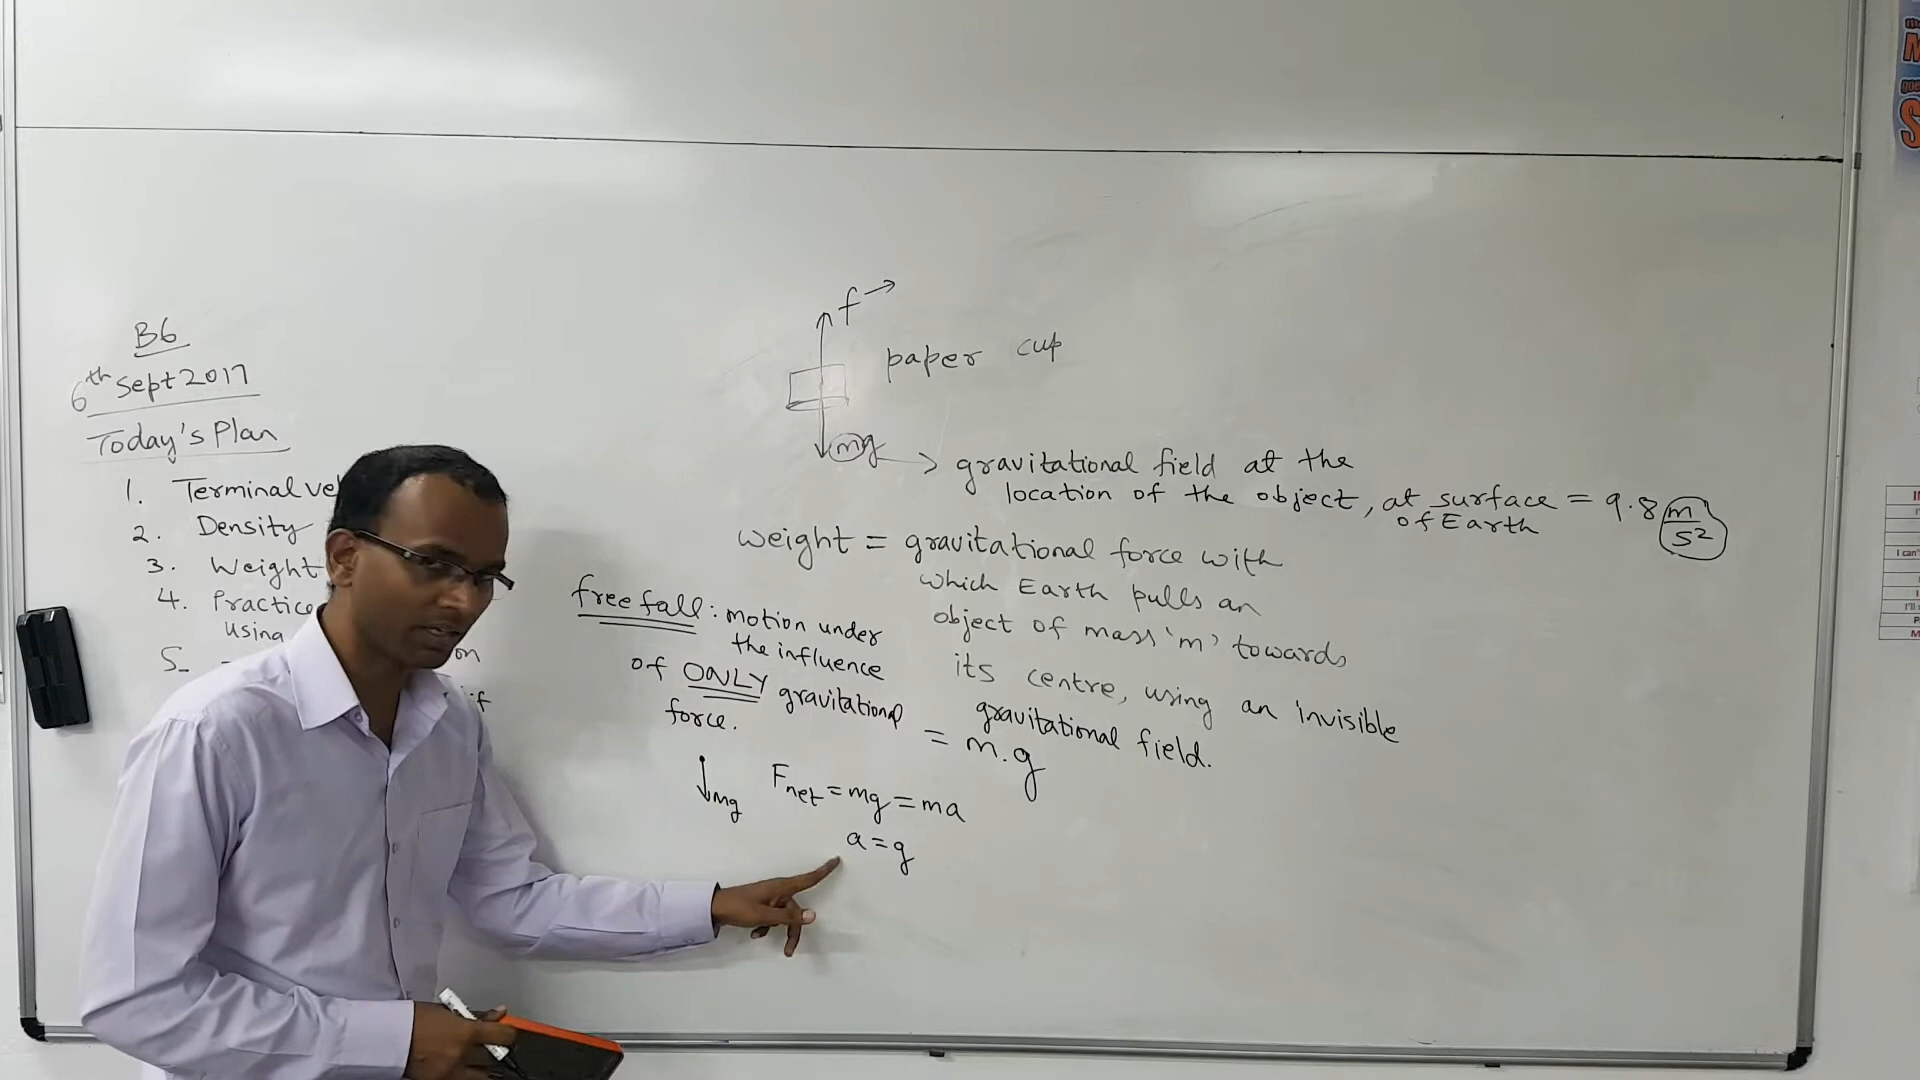 B6
6th Sept 2017
Today's Plan
1. Terminal
2. Density
3. Weight
4. Practice
using
5.
f
paper cup
mg
gravitational field at the
location of the object, at surface = 9.8 m/s²
of Earth
weight = gravitational force with
which Earth pulls an
object of mass 'm' towards
its centre, using an invisible
gravitational field.
= m.g
free fall: motion under
the influence
of ONLY gravitational
force.
mg
Fnet = mg = ma
a = g